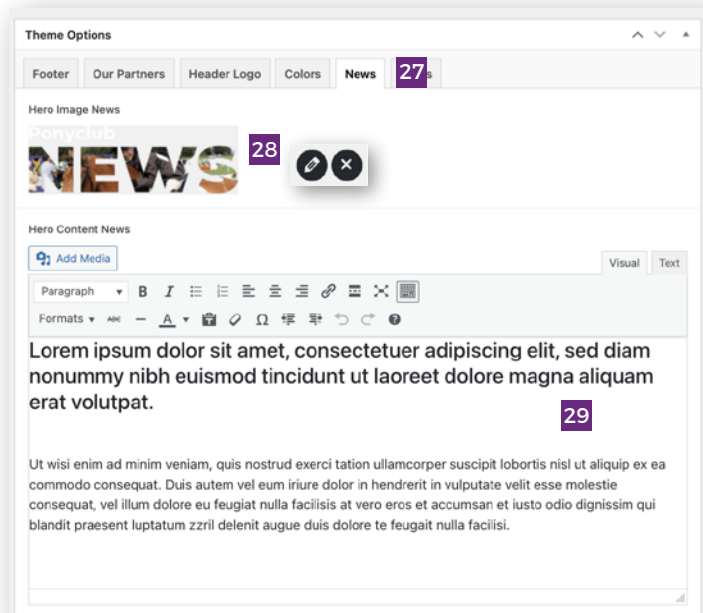 Theme Options
Footer Our Partners Header Logo Colors News 27 s
Hero Image News
Ponyclub
NEWS
28
Hero Content News
Add Media
Visual Text
Paragraph B I
Formats ABC A Ω
Lorem ipsum dolor sit amet, consectetuer adipiscing elit, sed diam
nonummy nibh euismod tincidunt ut laoreet dolore magna aliquam
erat volutpat.
29
Ut wisi enim ad minim veniam, quis nostrud exerci tation ullamcorper suscipit lobortis nisl ut aliquip ex ea
commodo consequat. Duis autem vel eum iriure dolor in hendrerit in vulputate velit esse molestie
consequat, vel illum dolore eu feugiat nulla facilisis at vero eros et accumsan et iusto odio dignissim qui
blandit praesent luptatum zzril delenit augue duis dolore te feugait nulla facilisi.